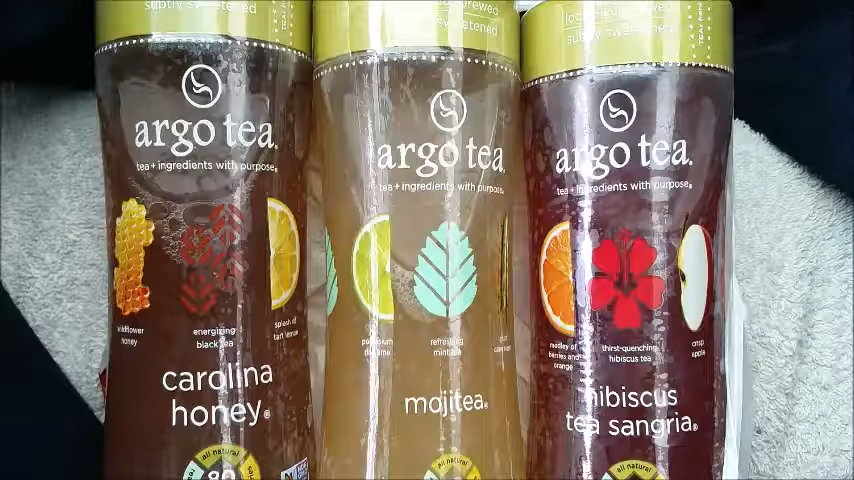 subtly sweetened
argo tea.
tea + ingredients with purpose®
wildflower
honey
energizing
black tea
splash of
tart lemon
carolina
honey®
all natural
80
brewed
sweetened
argo tea.
tea + ingredients with purpose®
refreshing
mint tea
mojitea®
all natural
subtly sweetened
argo tea.
tea + ingredients with purpose®
medley of
berries and
orange
thirst-quenching
hibiscus tea
crisp
apple
hibiscus
tea sangria®
all natural